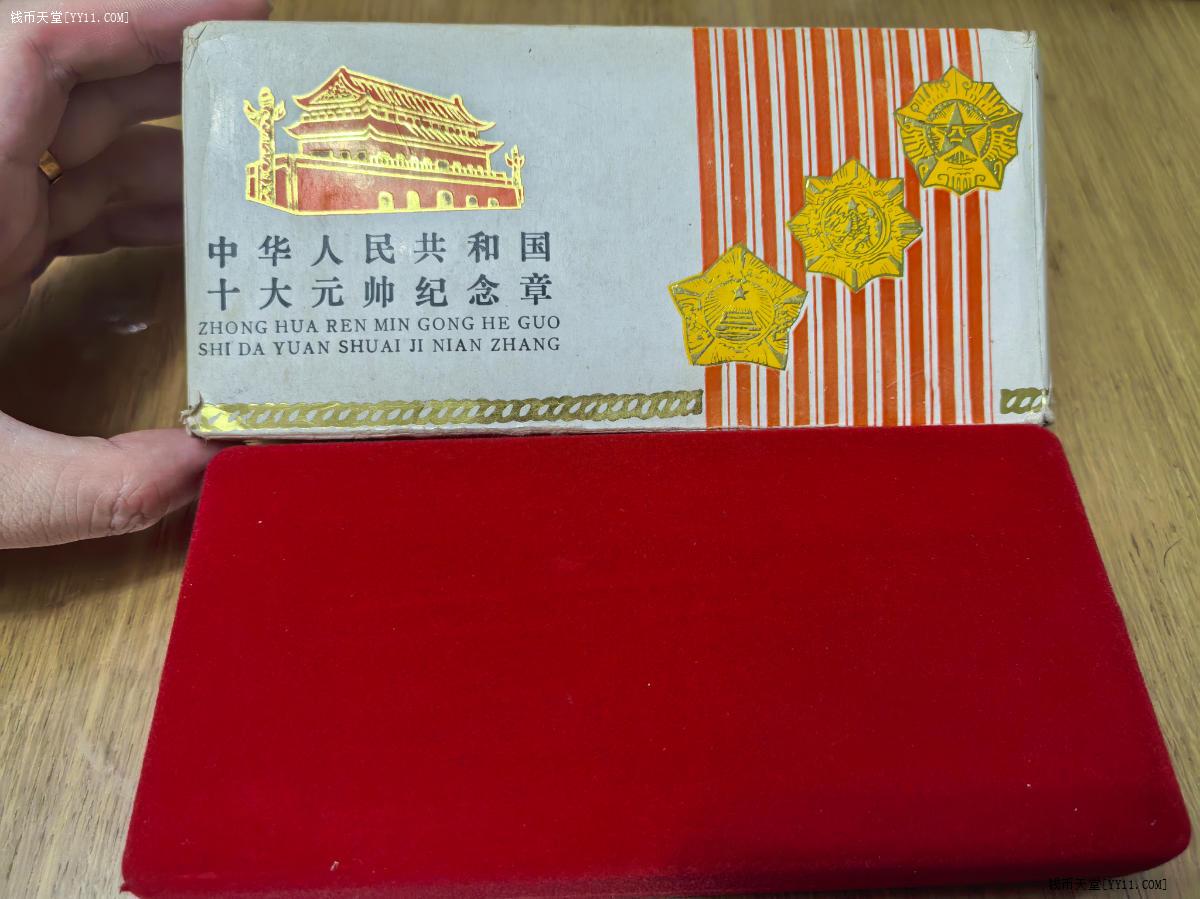 钱币天堂[YY11.COM]
中华人民共和国
十大元帅纪念章
ZHONG HUA REN MIN GONG HE GUO
SHI DA YUAN SHUAI JI NIAN ZHANG
钱币天堂[YY11.COM]